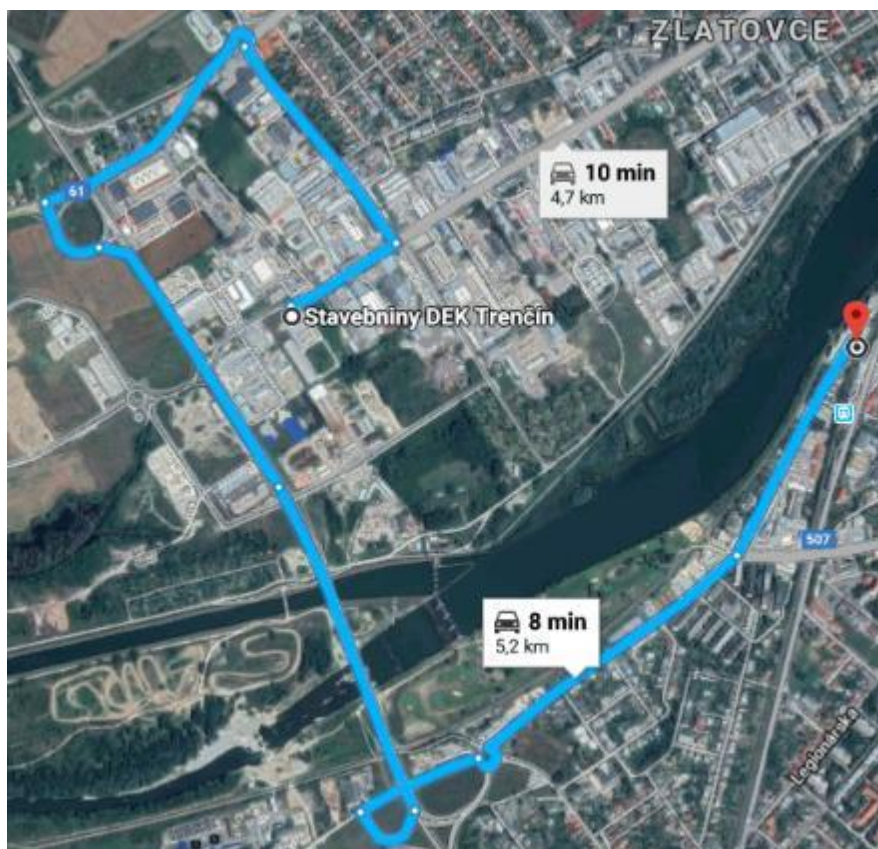 ZLATOVCE
10 min
4,7 km
61
Stavebniny DEK Trenčín
507
8 min
5,2 km
Legionárska